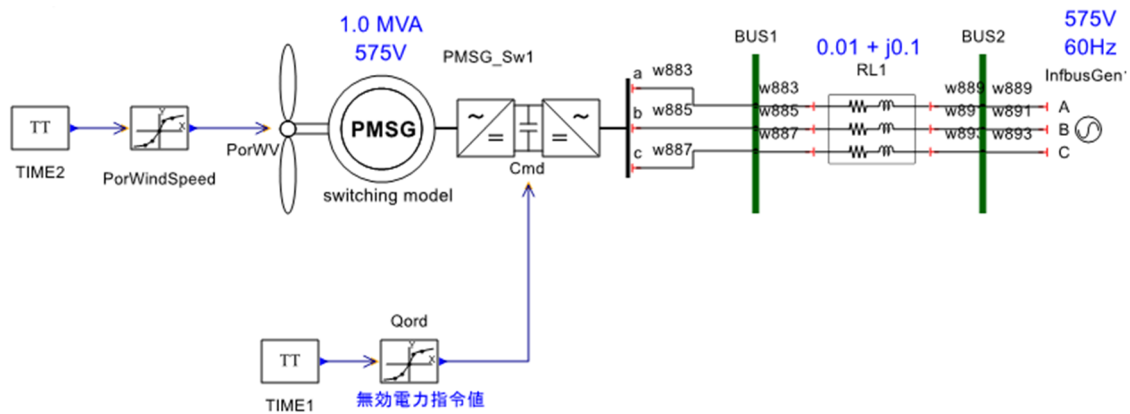 1.0 MVA
575V
PMSG_Sw1
BUS1
0.01 + j0.1
RL1
BUS2
575V
60Hz
InfbusGen1
TT
TIME2
Y
X
PorWindSpeed
PorWV
PMSG
switching model
~
=
~
=
Cmd
a
w883
b
w885
c
w887
w883
w885
w887
w889
w889
w891
w891
w893
w893
A
B
C
TT
TIME1
Qord
Y
X
無効電力指令値